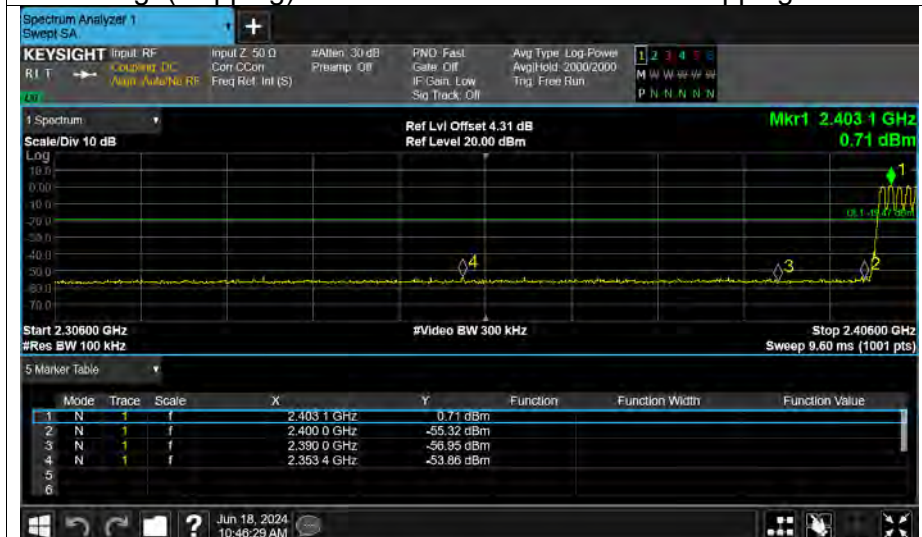 Spectrum Analyzer 1
Swept SA
+
KEYSIGHT Input: RF Input Z: 50 Ω #Atten: 30 dB PNO: Fast Avg Type: Log-Power 1 2 3 4 5 6
RLT Coupling: DC Corr CCorr Preamp: Off Gate: Off Avg|Hold: 2000/2000 M W W W W W
Align: Auto/No RF Freq Ref: Int (S) IF Gain: Low Trig: Free Run P N N N N N
Sig Track: Off
1 Spectrum Ref Lvl Offset 4.31 dB Mkr1 2.403 1 GHz
Scale/Div 10 dB Ref Level 20.00 dBm 0.71 dBm
Log
10.0
0.00
-10.0
-20.0
-30.0
-40.0
-50.0
-60.0
-70.0
1
4
3
2
Start 2.30600 GHz #Video BW 300 kHz Stop 2.40600 GHz
#Res BW 100 kHz Sweep 9.60 ms (1001 pts)
5 Marker Table
Mode Trace Scale X Y Function Function Width Function Value
1 N 1 f 2.403 1 GHz 0.71 dBm
2 N 1 f 2.400 0 GHz -55.32 dBm
3 N 1 f 2.390 0 GHz -56.95 dBm
4 N 1 f 2.353 4 GHz -53.86 dBm
5
6
? Jun 18, 2024
10:46:29 AM